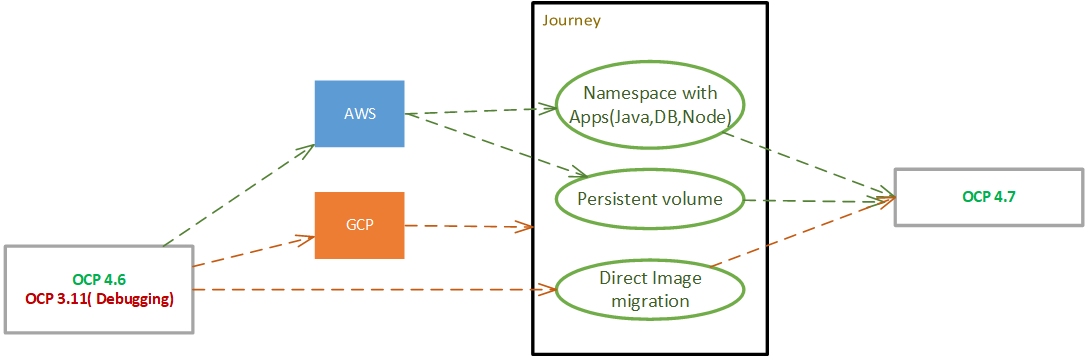 Journey
AWS
Namespace with
Apps(Java,DB,Node)
Persistent volume
OCP 4.7
GCP
OCP 4.6
OCP 3.11( Debugging)
Direct Image
migration